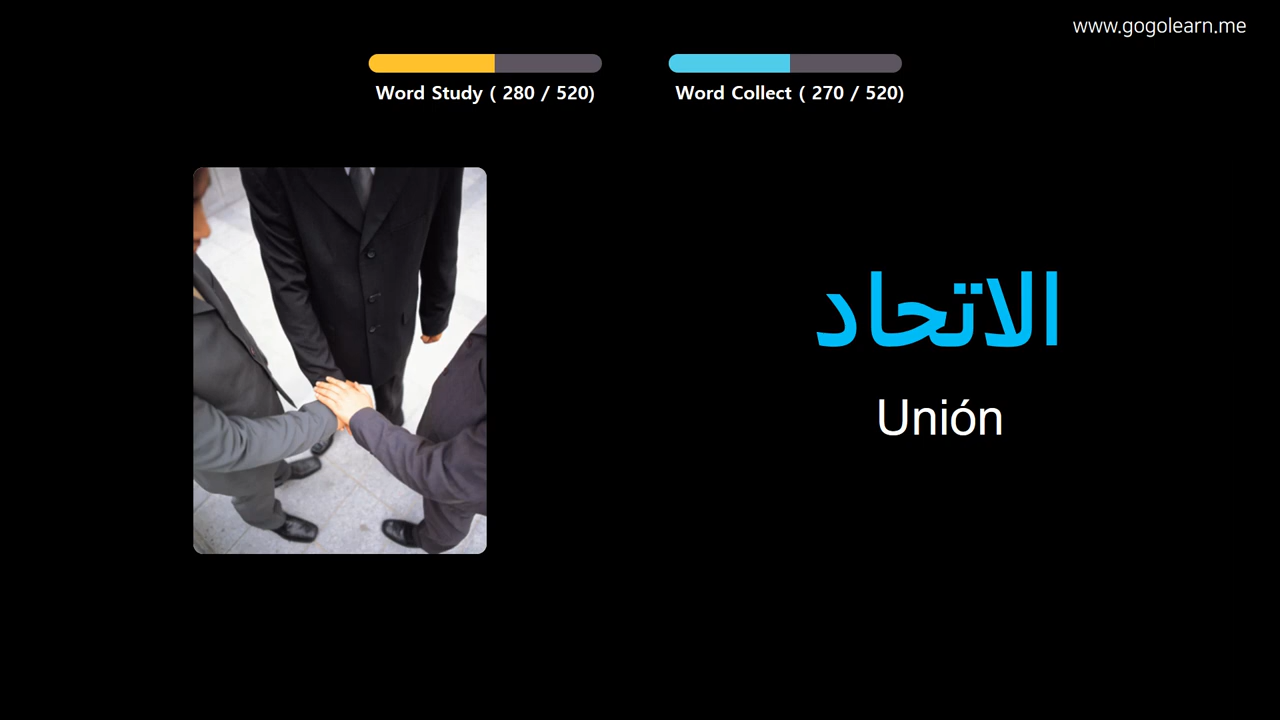 www.gogolearn.me
Word Study ( 280 / 520)
Word Collect ( 270 / 520)
الاتحاد
Unión